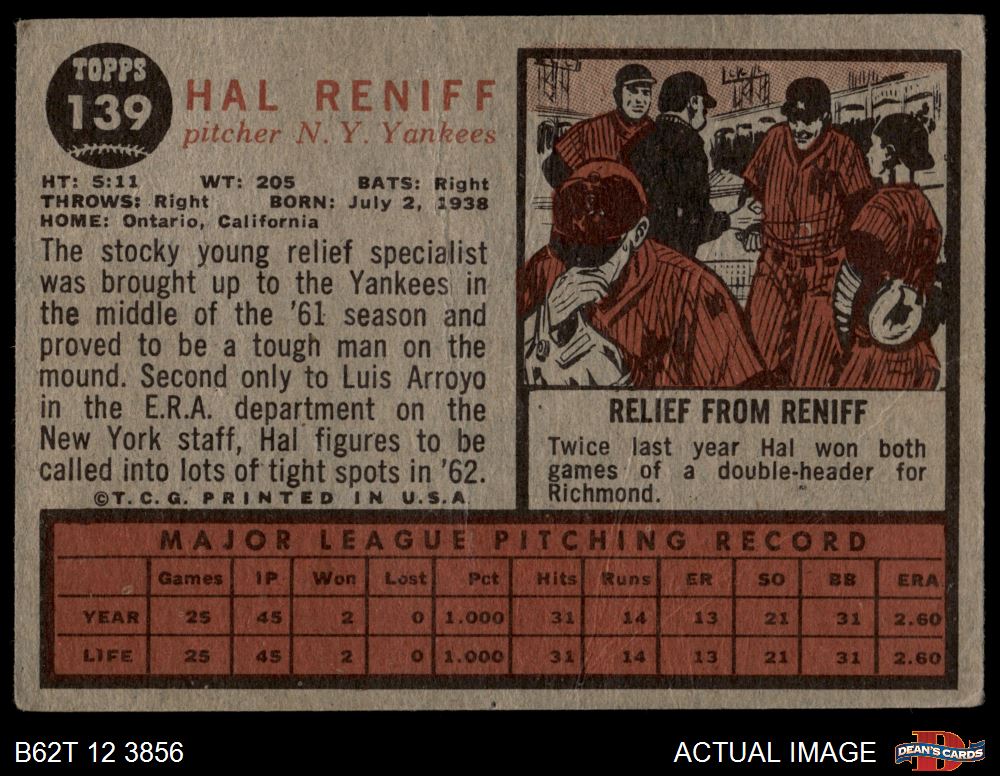 TOPPS
139
HAL RENIFF
pitcher N. Y. Yankees
HT: 5:11 WT: 205 BATS: Right
THROWS: Right BORN: July 2, 1938
HOME: Ontario, California
The stocky young relief specialist
was brought up to the Yankees in
the middle of the '61 season and
proved to be a tough man on the
mound. Second only to Luis Arroyo
in the E.R.A. department on the
New York staff, Hal figures to be
called into lots of tight spots in '62.
©T. C. G. PRINTED IN U.S.A
RELIEF FROM RENIFF
Twice last year Hal won both
games of a double-header for
Richmond.
MAJOR LEAGUE PITCHING RECORD
Games IP Won Lost Pct Hits Runs ER SO BB ERA
YEAR 25 45 2 0 1.000 31 14 13 21 31 2.60
LIFE 25 45 2 0 1.000 31 14 13 21 31 2.60
B62T 12 3856
ACTUAL IMAGE
DEAN'S CARDS